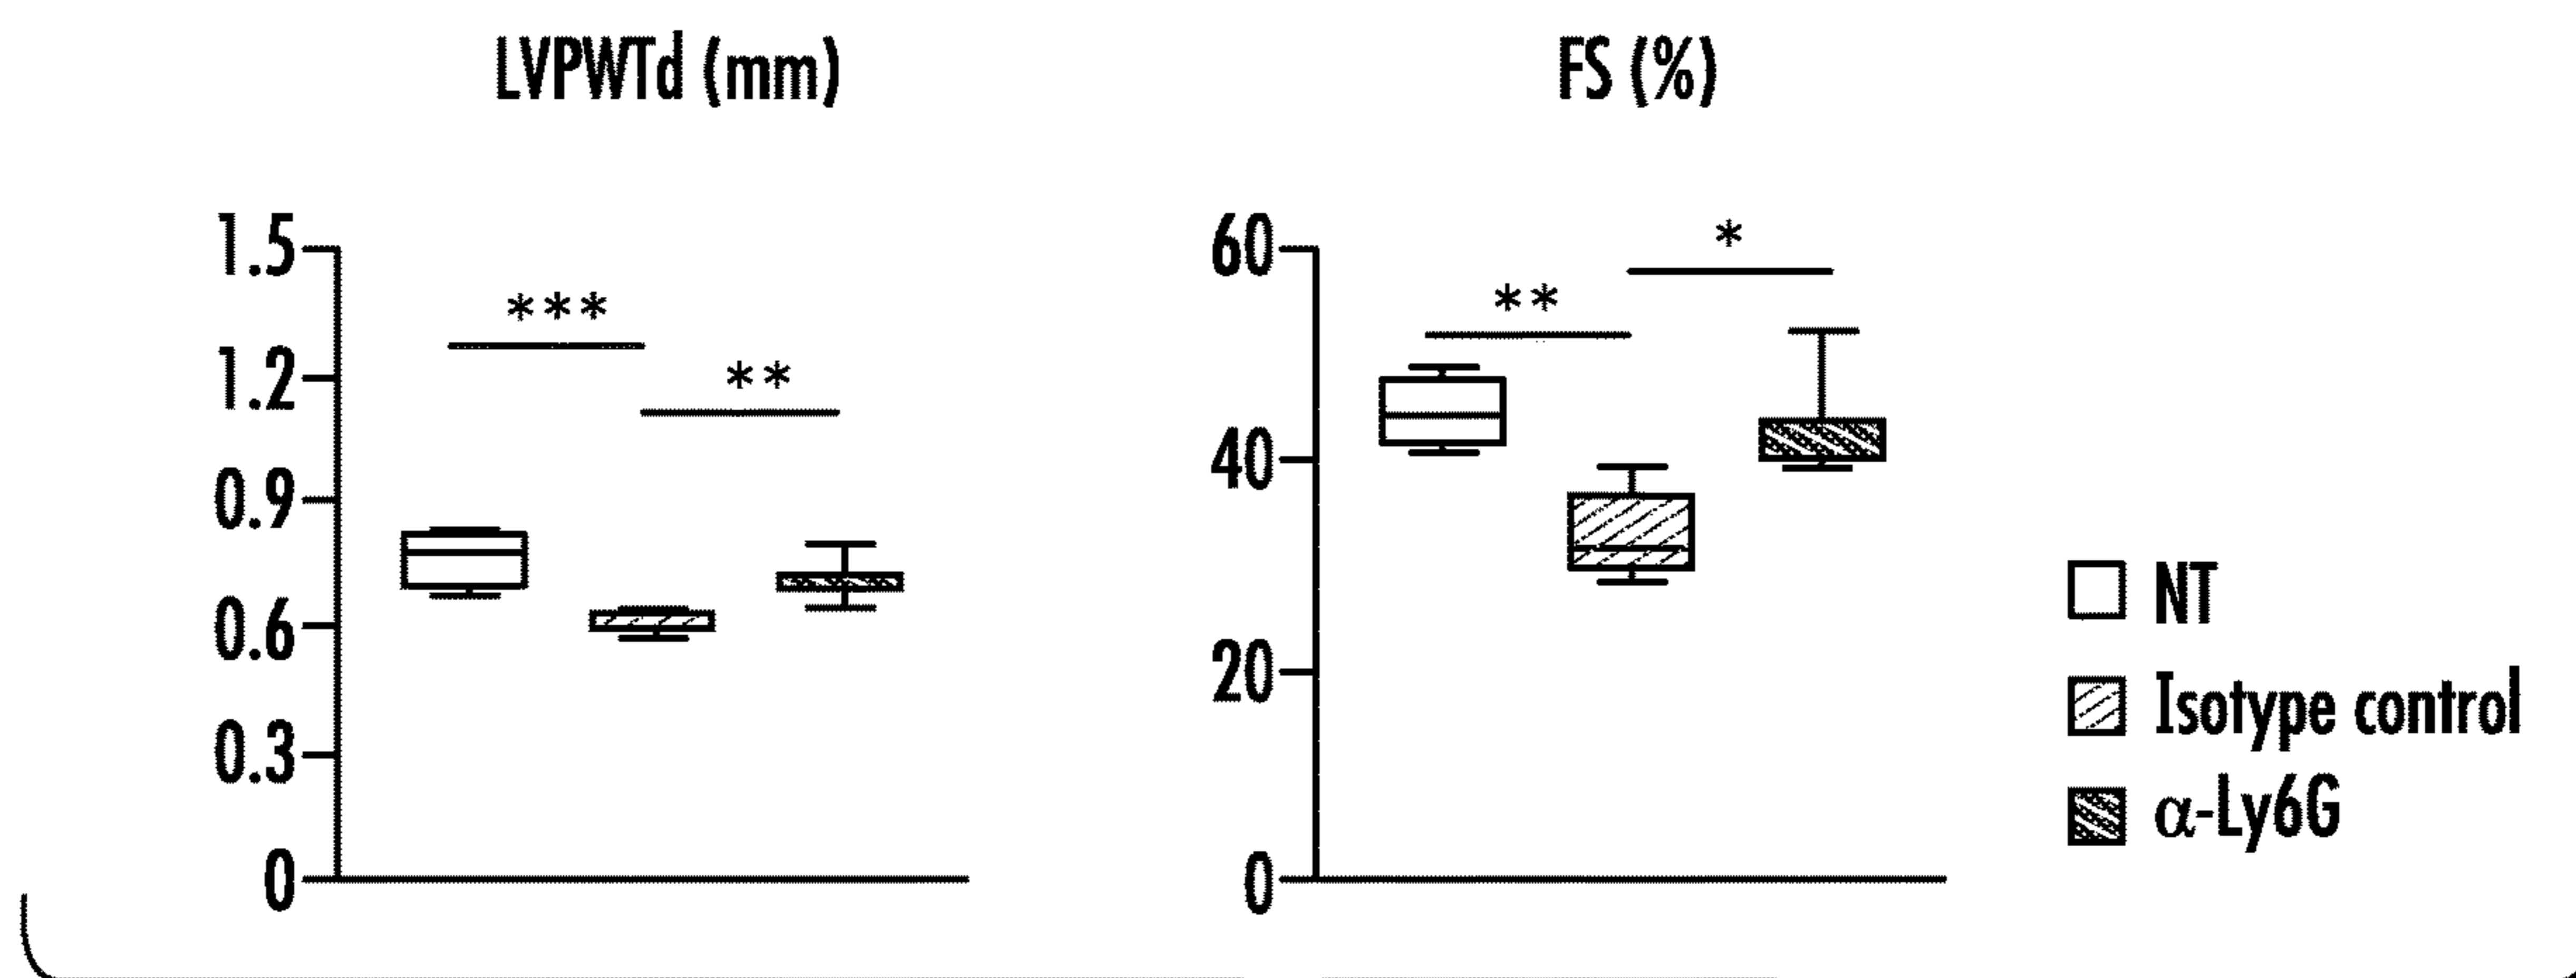 LVPWTd (mm)
1.5
1.2
0.9
0.6
0.3
0
***
**
FS (%)
60
40
20
0
**
*
NT
Isotype control
α-Ly6G